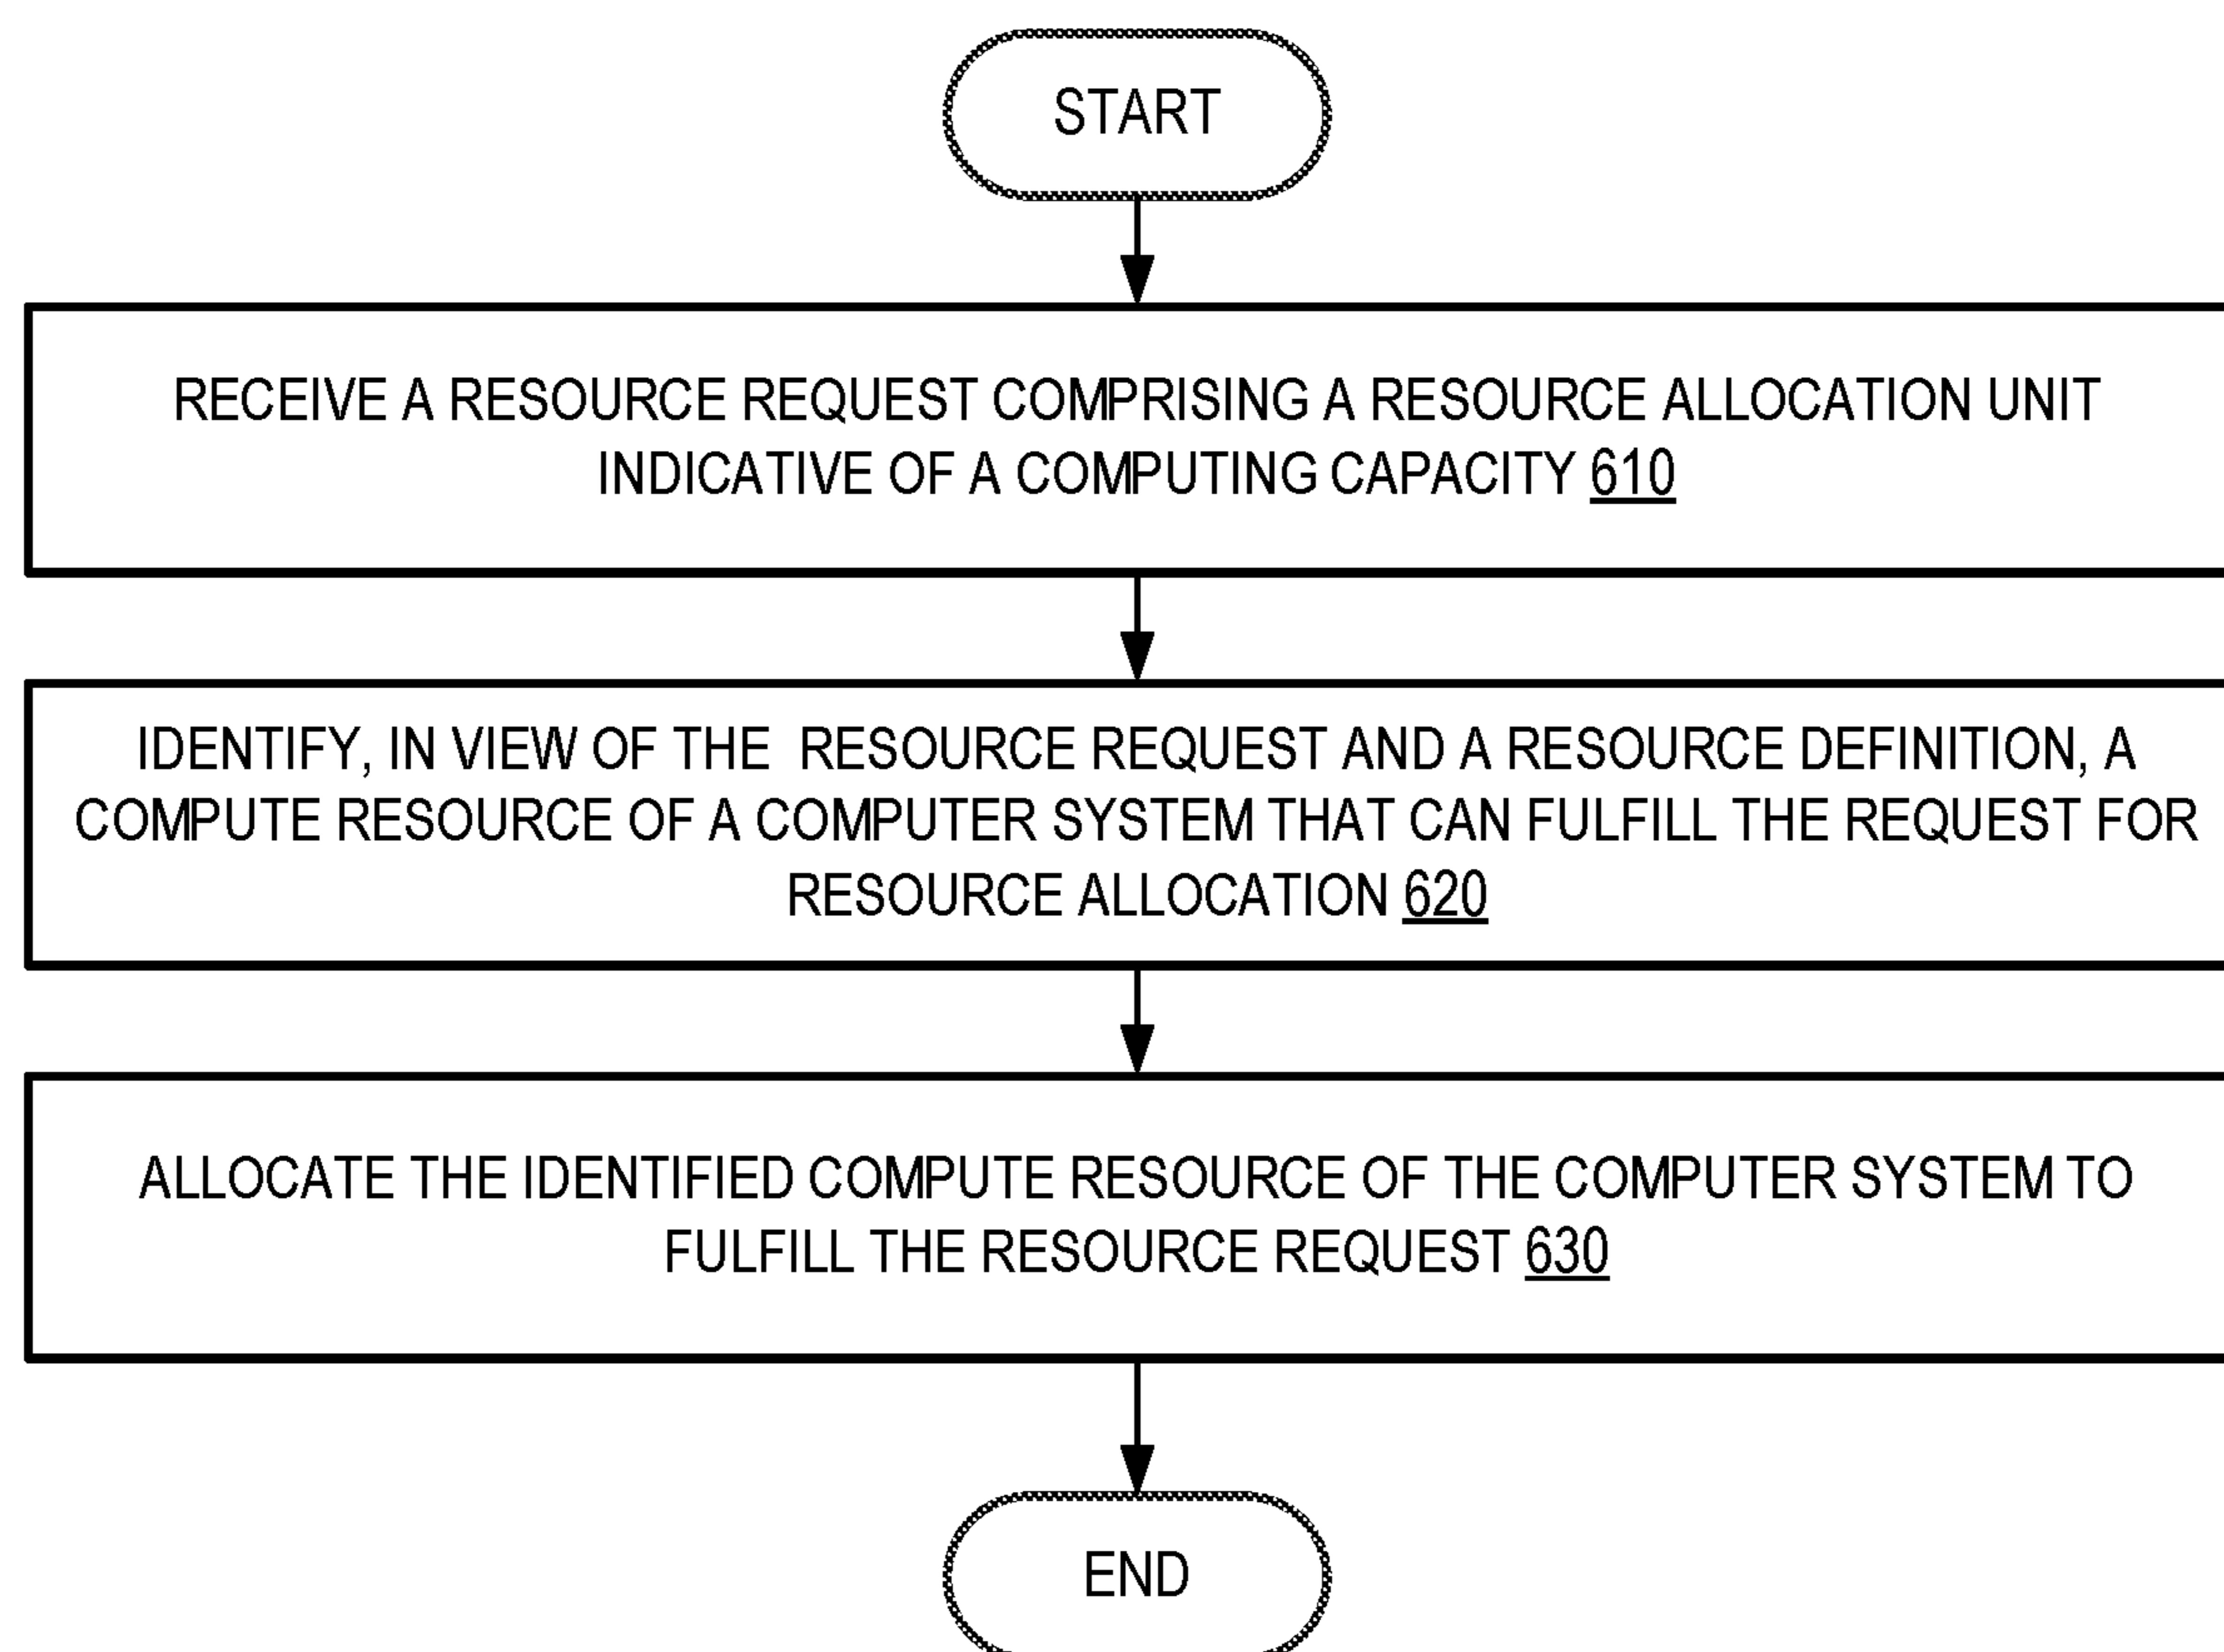 START
RECEIVE A RESOURCE REQUEST COMPRISING A RESOURCE ALLOCATION UNIT
INDICATIVE OF A COMPUTING CAPACITY 610
IDENTIFY, IN VIEW OF THE RESOURCE REQUEST AND A RESOURCE DEFINITION, A
COMPUTE RESOURCE OF A COMPUTER SYSTEM THAT CAN FULFILL THE REQUEST FOR
RESOURCE ALLOCATION 620
ALLOCATE THE IDENTIFIED COMPUTE RESOURCE OF THE COMPUTER SYSTEM TO
FULFILL THE RESOURCE REQUEST 630
END